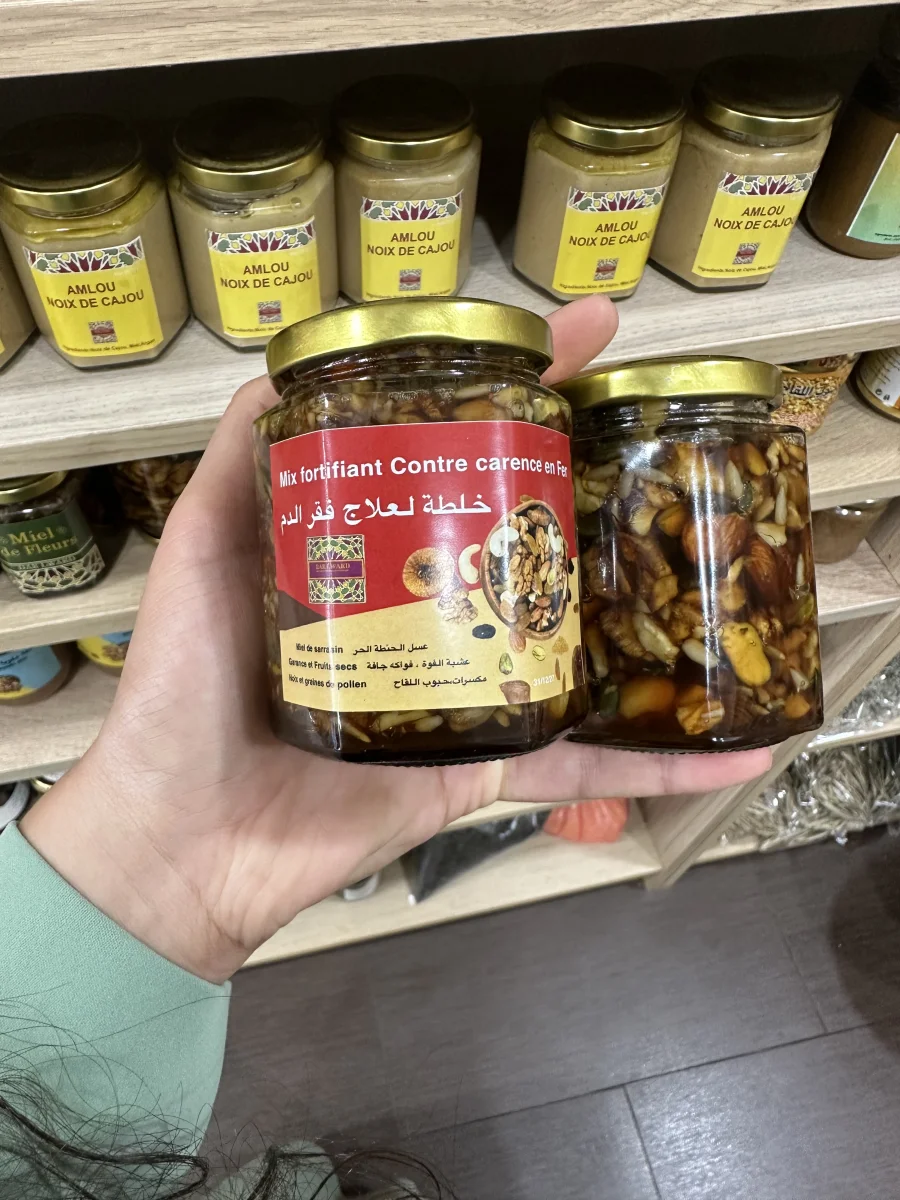 AMLOU
NOIX DE CAJOU
AMLOU
NOIX DE CAJOU
AMLOU
NOIX DE CAJOU
AMLOU
NOIX DE CAJOU
AMLOU
NOIX DE CAJOU
Mix fortifiant Contre carence en Fer
خلطة لعلاج فقر الدم
Miel de sarrasin عسل الحنطة الحر
Garance et Fruits secs عشبة الفوة ، فواكه جافة
Noix et graines de pollen مكسرات،حبوب اللقاح
Miel
de Fleurs